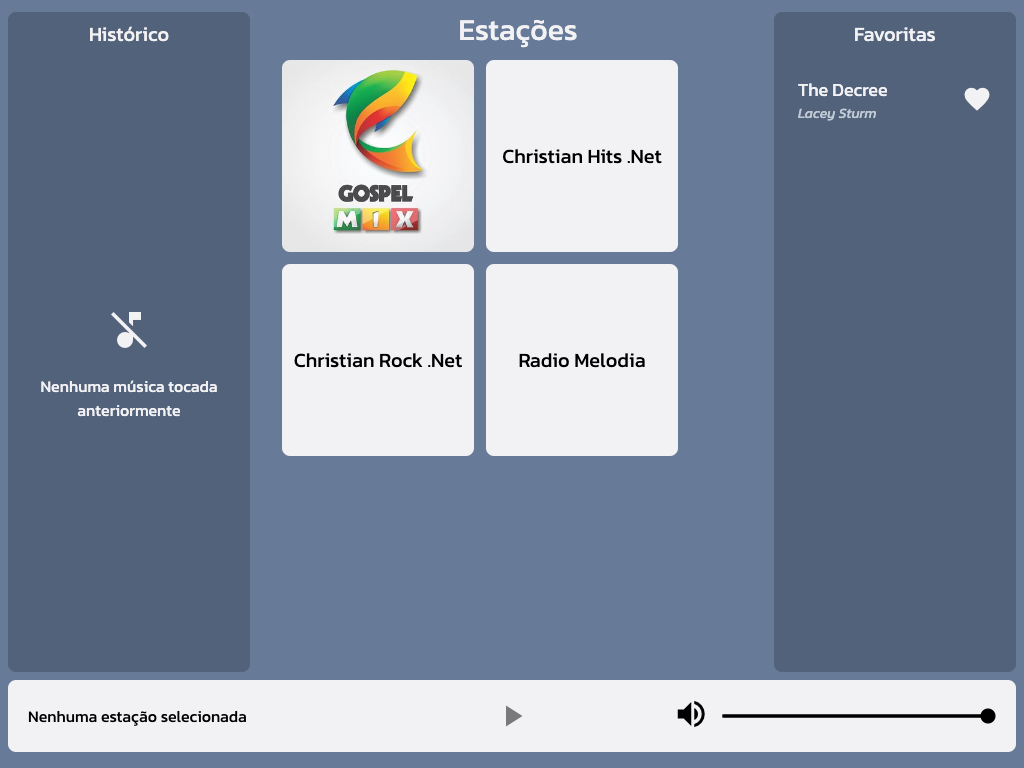 Histórico
Nenhuma música tocada
anteriormente
Estações
GOSPEL
MIX
Christian Hits .Net
Christian Rock .Net
Radio Melodia
Favoritas
The Decree
Lacey Sturm
Nenhuma estação selecionada